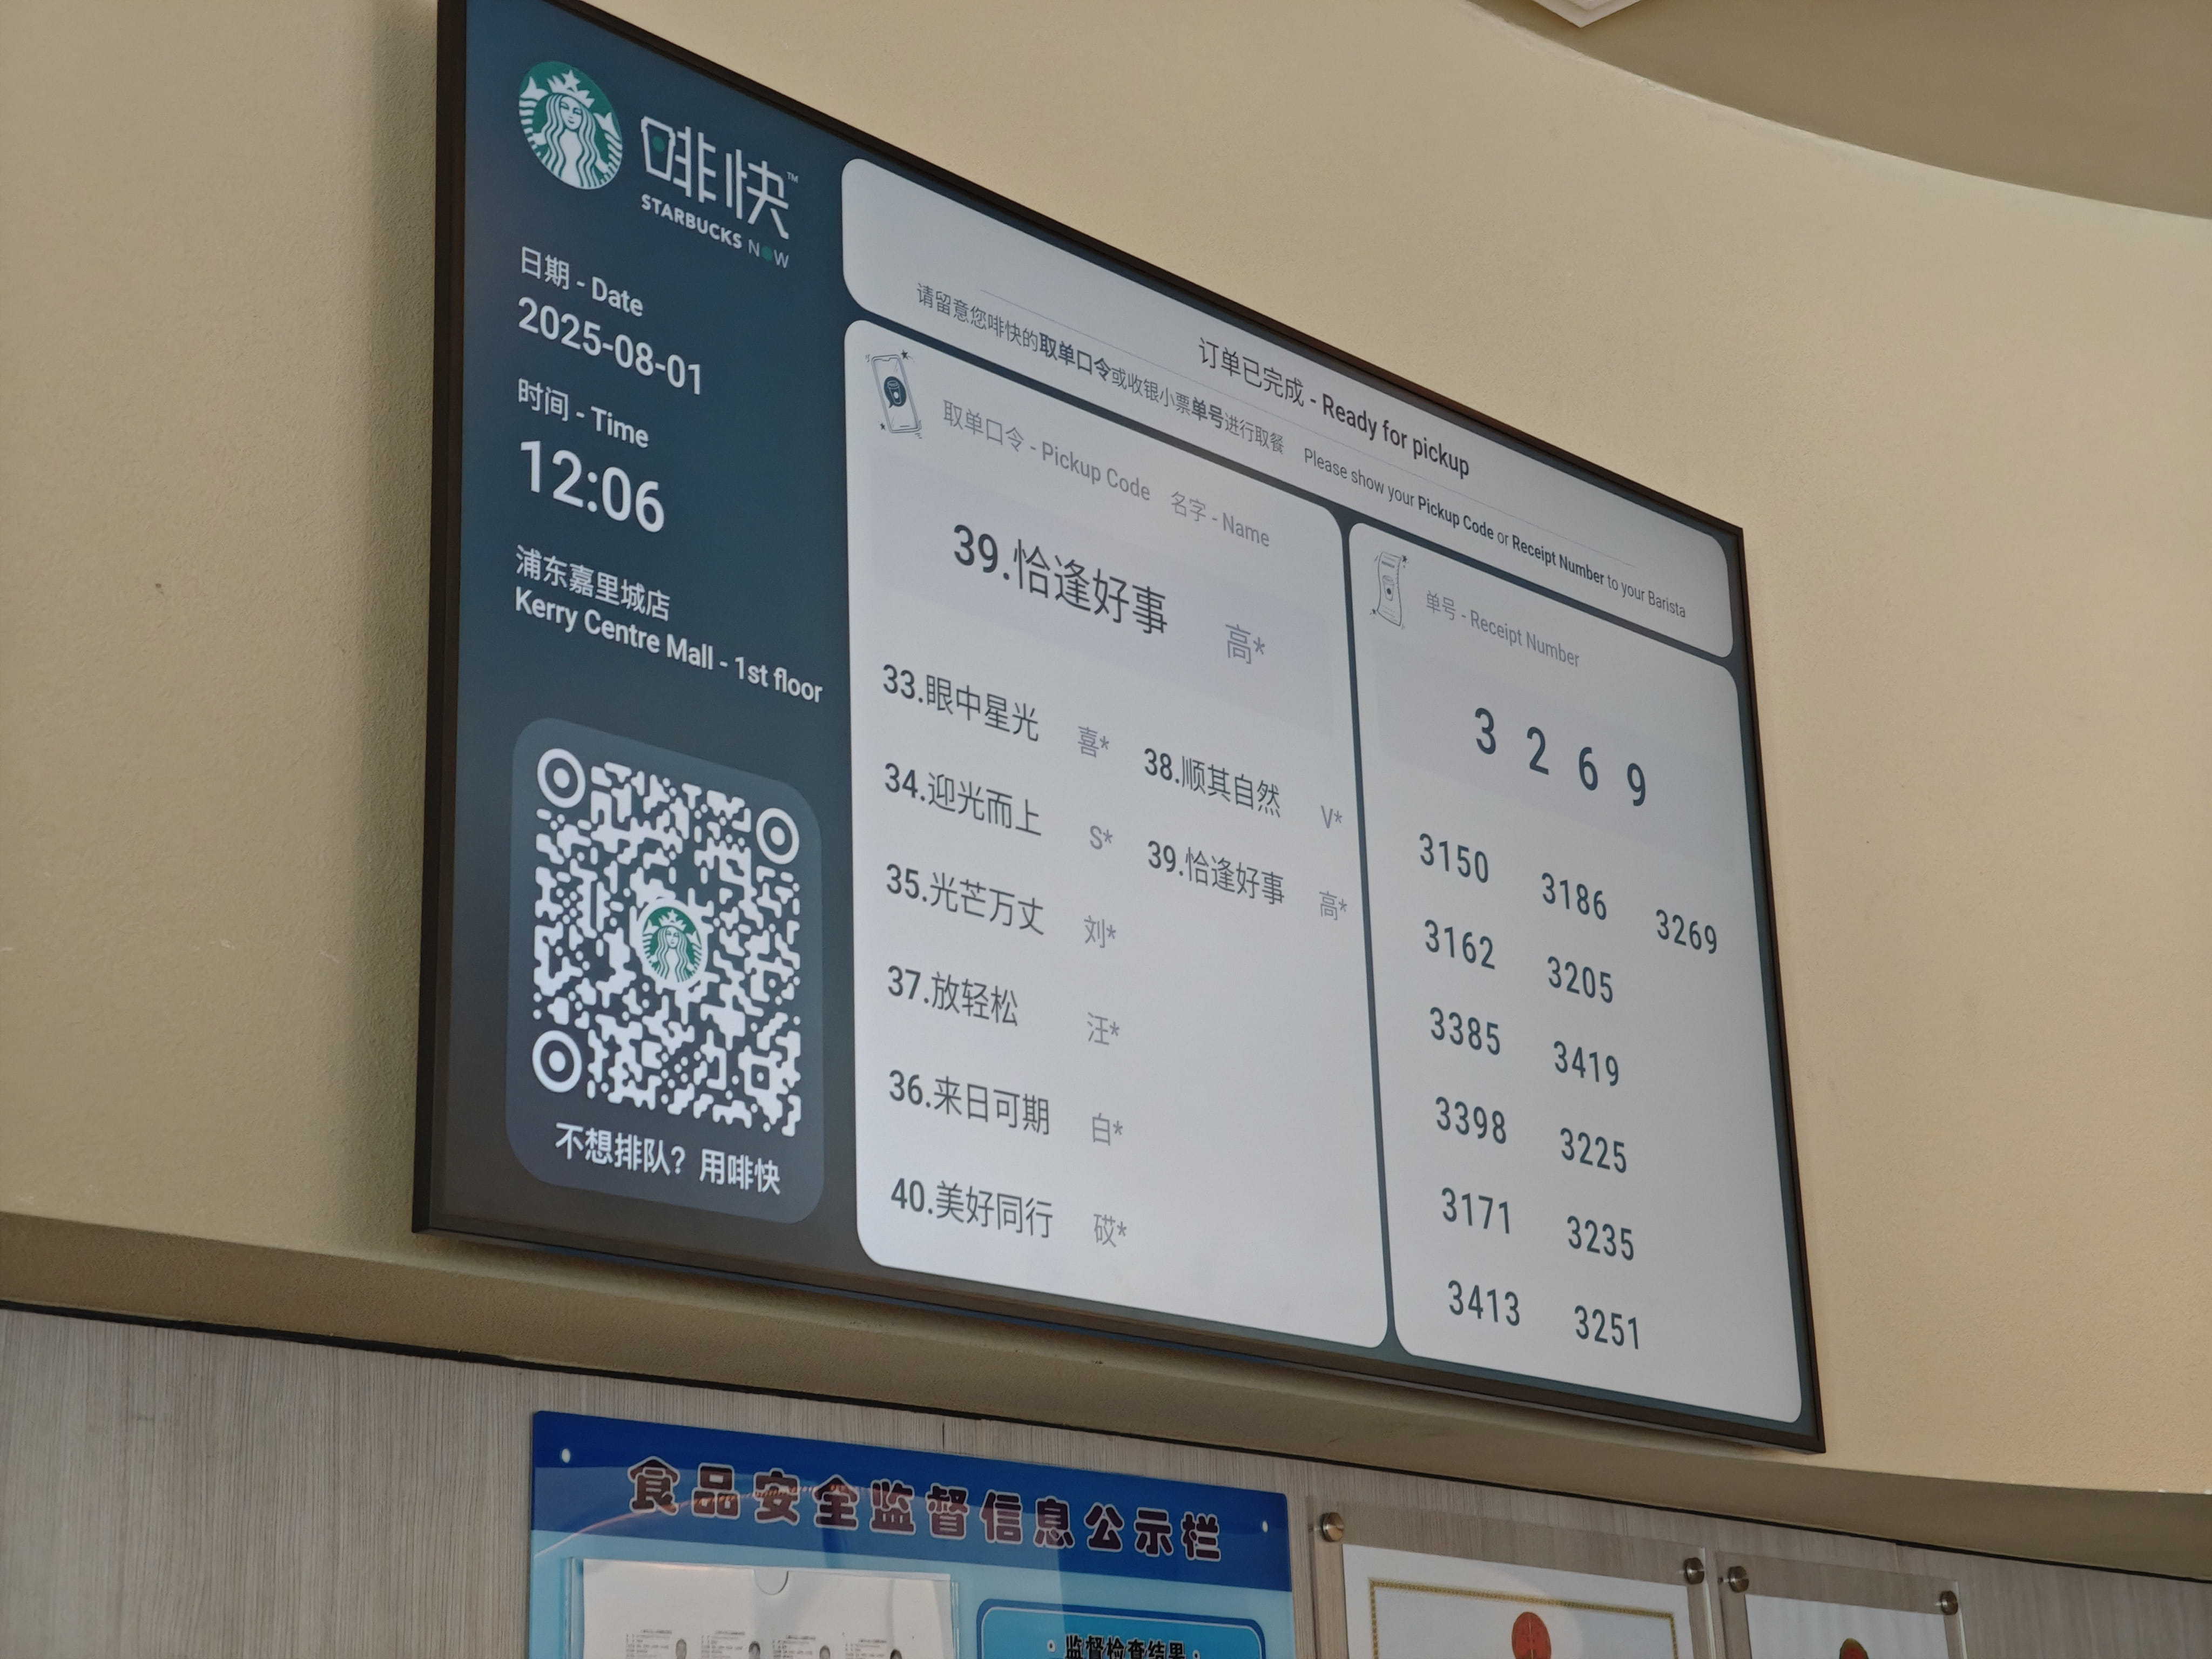 啡快™
STARBUCKS NOW
日期 - Date
2025-08-01
时间 - Time
12:06
浦东嘉里城店
Kerry Centre Mall - 1st floor
不想排队？用啡快
订单已完成 - Ready for pickup
请留意您啡快的取单口令或收银小票单号进行取餐 Please show your Pickup Code or Receipt Number to your Barista
取单口令 - Pickup Code 名字 - Name
39.恰逢好事 高*
33.眼中星光 喜*
34.迎光而上 S*
35.光芒万丈 刘*
37.放轻松 汪*
36.来日可期 白*
40.美好同行 砹*
38.顺其自然 V*
39.恰逢好事 高*
单号 - Receipt Number
3 2 6 9
3150 3186 3269
3162 3205
3385 3419
3398 3225
3171 3235
3413 3251
食品安全监督信息公示栏
·监督检查结果·